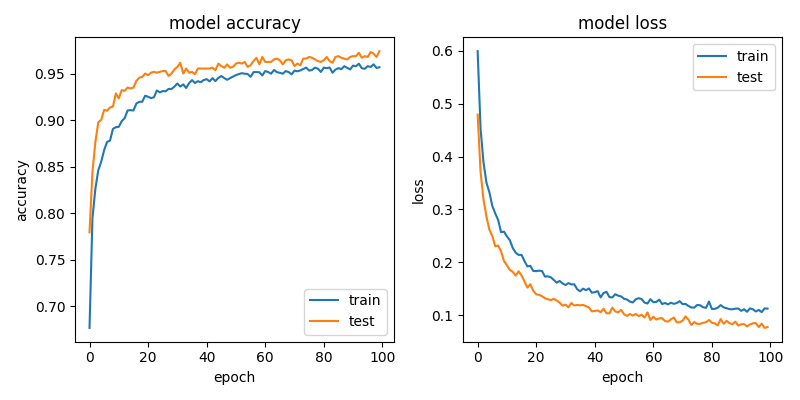 model accuracy
accuracy
0.95
0.90
0.85
0.80
0.75
0.70
0 20 40 60 80 100
epoch
train
test
model loss
loss
0.6
0.5
0.4
0.3
0.2
0.1
0 20 40 60 80 100
epoch
train
test